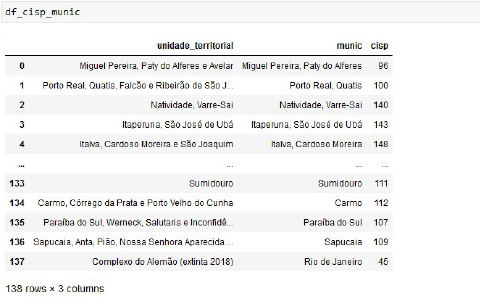 df_cisp_munic
unidade_territorial munic cisp
0 Miguel Pereira, Paty do Alferes e Avelar Miguel Pereira, Paty do Alferes 96
1 Porto Real, Quatis, Falcão e Ribeirão de São J... Porto Real, Quatis 100
2 Natividade, Varre-Sai Natividade, Varre-Sai 140
3 Itaperuna, São José de Ubá Itaperuna, São José de Ubá 143
4 Italva, Cardoso Moreira e São Joaquim Italva, Cardoso Moreira 148
... ... ... ...
133 Sumidouro Sumidouro 111
134 Carmo, Córrego da Prata e Porto Velho do Cunha Carmo 112
135 Paraíba do Sul, Werneck, Salutaris e Inconfidê... Paraíba do Sul 107
136 Sapucaia, Anta, Pião, Nossa Senhora Aparecida... Sapucaia 109
137 Complexo do Alemão (extinta 2018) Rio de Janeiro 45
138 rows × 3 columns